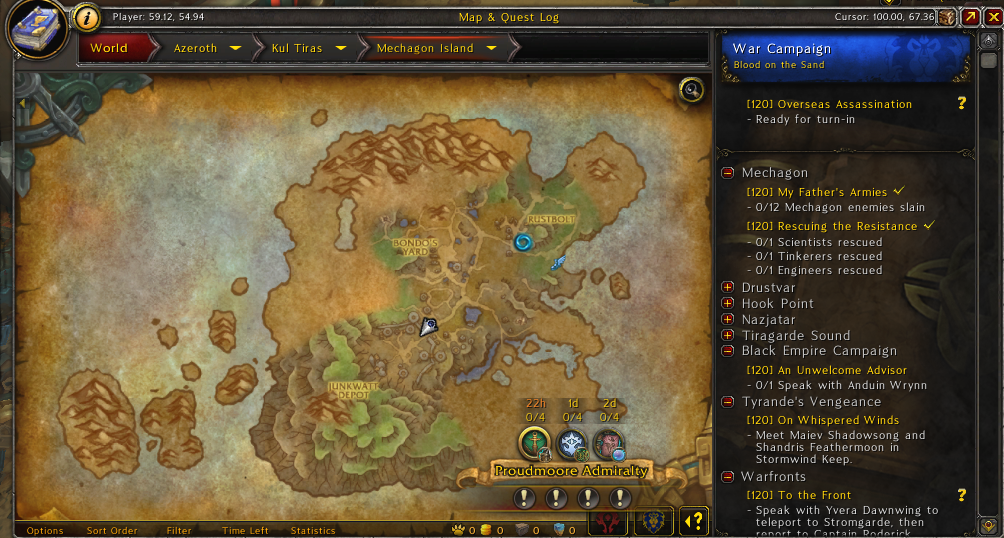 Player: 59.12, 54.94
Map & Quest Log
Cursor: 100.00, 67.36
World
Azeroth
Kul Tiras
Mechagon Island
War Campaign
Blood on the Sand
[120] Overseas Assassination
- Ready for turn-in
Mechagon
[120] My Father's Armies
- 0/12 Mechagon enemies slain
[120] Rescuing the Resistance
- 0/1 Scientists rescued
- 0/1 Tinkerers rescued
- 0/1 Engineers rescued
Drustvar
Hook Point
Nazjatar
Tiragarde Sound
Black Empire Campaign
[120] An Unwelcome Advisor
- 0/1 Speak with Anduin Wrynn
Tyrande's Vengeance
[120] On Whispered Winds
- Meet Maiev Shadowsong and
Shandris Feathermoon in
Stormwind Keep.
Warfronts
[120] To the Front
- Speak with Yvera Dawnwing to
teleport to Stromgarde, then
report to Captain Roderick
RUSTBOLT
BONDO'S
YARD
JUNKWATT
DEPOT
22h 1d 2d
0/4 0/4 0/4
Proudmoore Admiralty
! ! ! !
Options
Sort Order
Filter
Time Left
Statistics
0 0 0 0